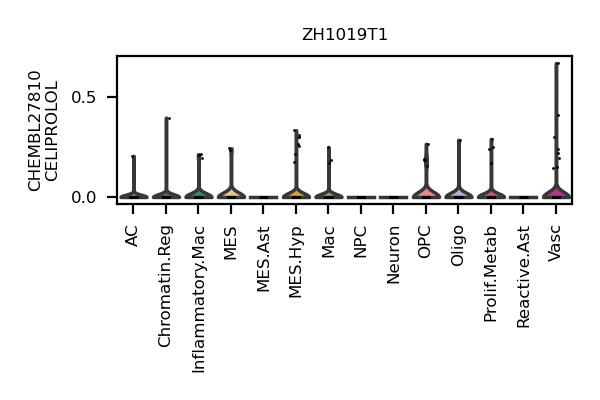 ZH1019T1
CHEMBL27810
CELIPROLOL
0.5
0.0
AC
Chromatin.Reg
Inflammatory.Mac
MES
MES.Ast
MES.Hyp
Mac
NPC
Neuron
OPC
Oligo
Prolif.Metab
Reactive.Ast
Vasc